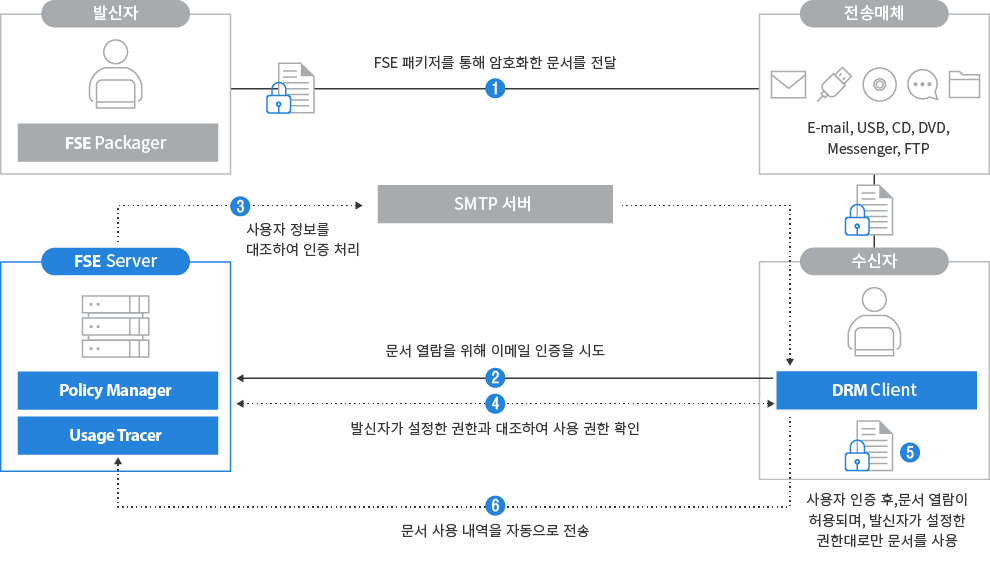 발신자
FSE Packager
FSE 패키저를 통해 암호화한 문서를 전달
1
전송매체
E-mail, USB, CD, DVD,
Messenger, FTP
3
사용자 정보를
대조하여 인증 처리
SMTP 서버
FSE Server
Policy Manager
Usage Tracer
문서 열람을 위해 이메일 인증을 시도
2
4
발신자가 설정한 권한과 대조하여 사용 권한 확인
수신자
DRM Client
5
사용자 인증 후,문서 열람이
허용되며, 발신자가 설정한
권한대로만 문서를 사용
6
문서 사용 내역을 자동으로 전송